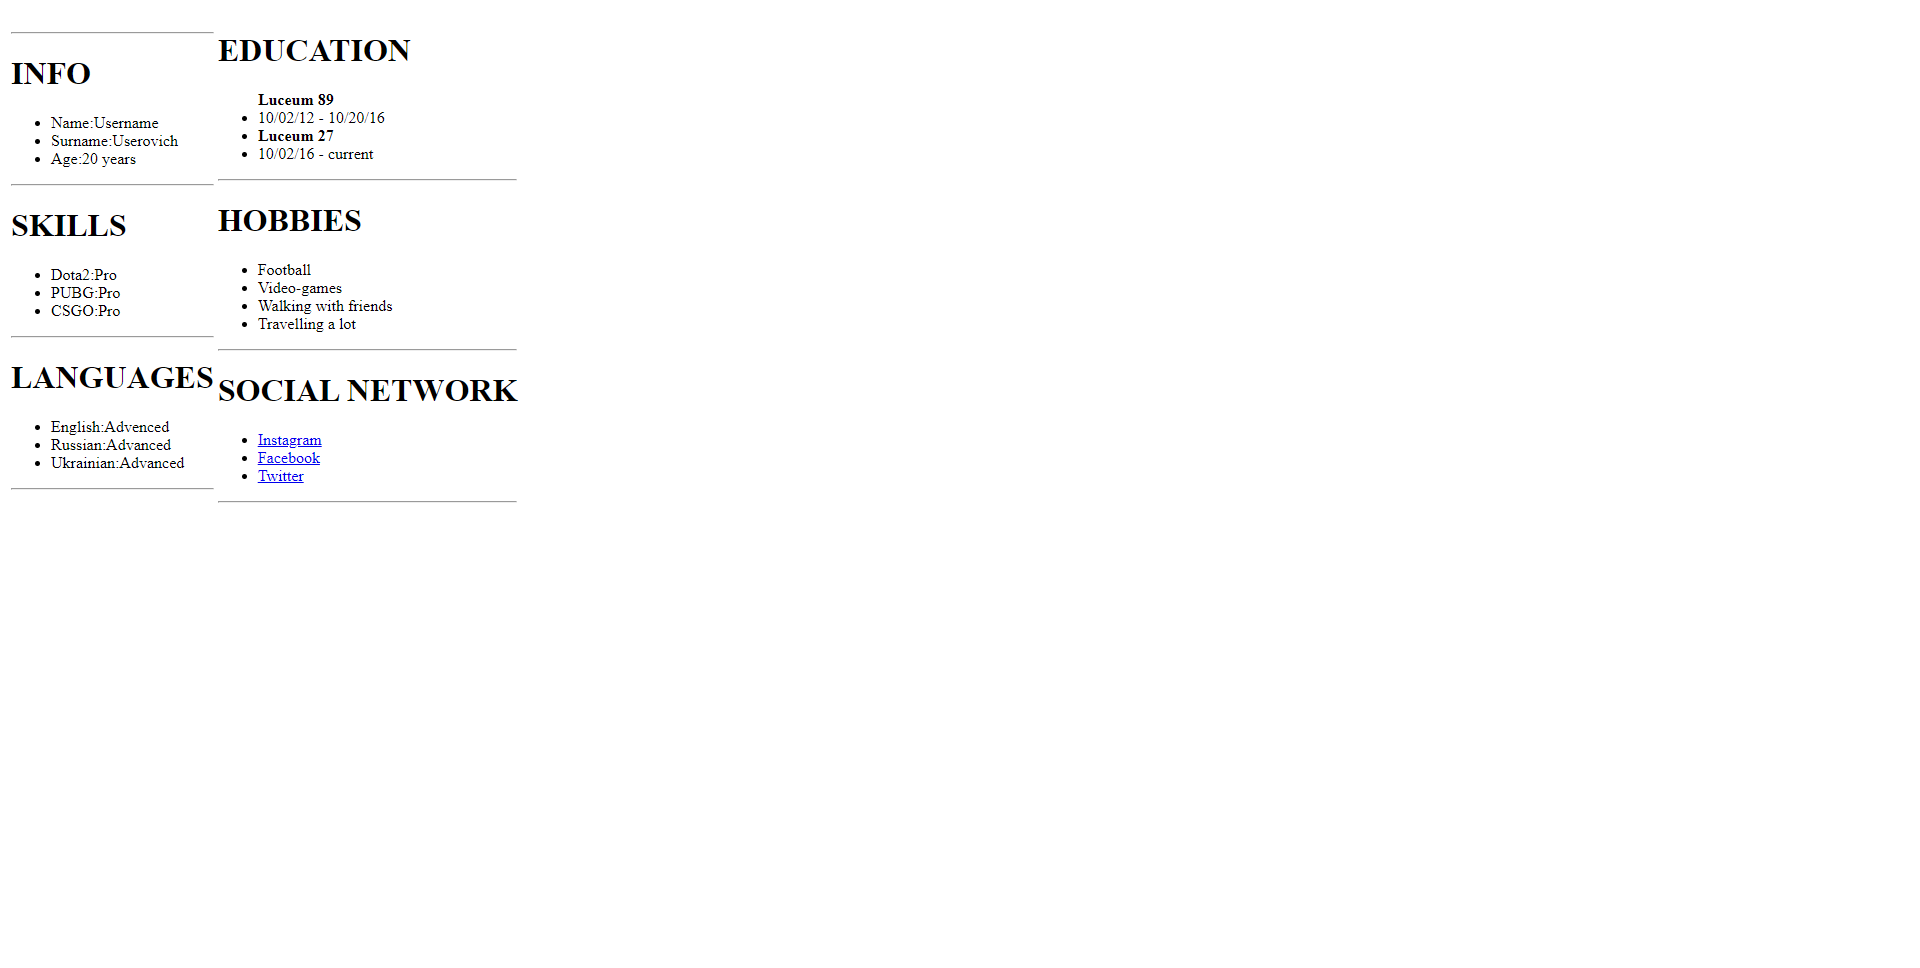 INFO
Name:Username
Surname:Userovich
Age:20 years
SKILLS
Dota2:Pro
PUBG:Pro
CSGO:Pro
LANGUAGES
English:Advenced
Russian:Advanced
Ukrainian:Advanced
EDUCATION
Luceum 89
10/02/12 - 10/20/16
Luceum 27
10/02/16 - current
HOBBIES
Football
Video-games
Walking with friends
Travelling a lot
SOCIAL NETWORK
Instagram
Facebook
Twitter